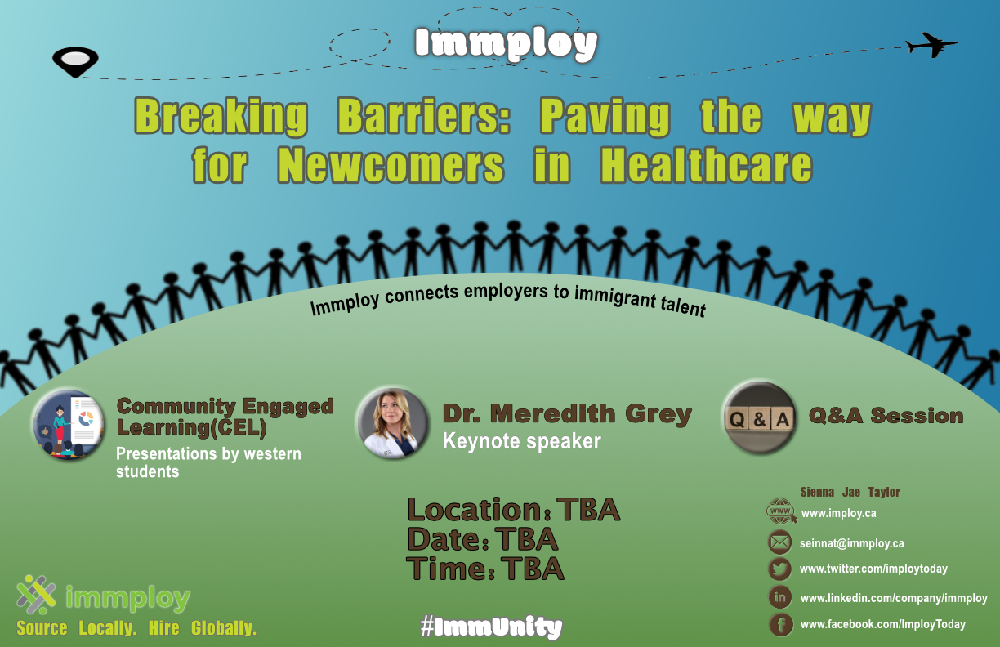 Immploy
Breaking Barriers: Paving the way
for Newcomers in Healthcare
Immploy connects employers to immigrant talent
Community Engaged
Learning(CEL)
Presentations by western
students
Dr. Meredith Grey
Keynote speaker
Q & A
Q&A Session
Location: TBA
Date: TBA
Time: TBA
Sienna Jae Taylor
www
www.imploy.ca
seinnat@immploy.ca
www.twitter.com/imploytoday
in
www.linkedin.com/company/immploy
f
www.facebook.com/ImployToday
immploy
Source Locally. Hire Globally.
#ImmUnity